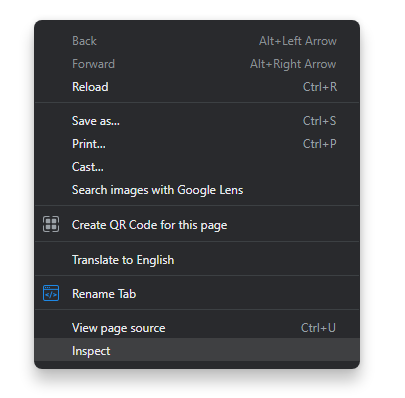 Back Alt+Left Arrow
Forward Alt+Right Arrow
Reload Ctrl+R
Save as... Ctrl+S
Print... Ctrl+P
Cast...
Search images with Google Lens
Create QR Code for this page
Translate to English
</>
Rename Tab
View page source Ctrl+U
Inspect